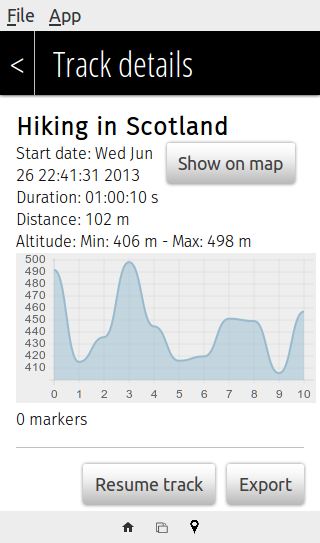 File App
< Track details
Hiking in Scotland
Start date: Wed Jun
26 22:41:31 2013
Show on map
Duration: 01:00:10 s
Distance: 102 m
Altitude: Min: 406 m - Max: 498 m
500
490
480
470
460
450
440
430
420
410
0 1 2 3 4 5 6 7 8 9 10
0 markers
Resume track Export